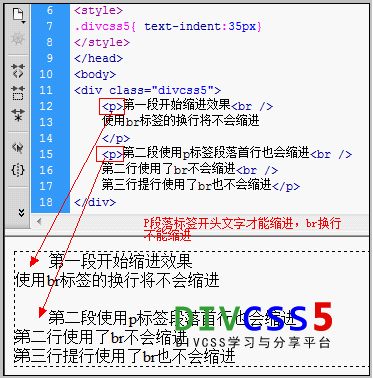 6 <style>
7 .divcss5{ text-indent:35px}
8 </style>
9 </head>
10 <body>
11 <div class="divcss5">
12 <p>第一段开始缩进效果<br />
13 使用br标签的换行将不会缩进
14 </p>
15 <p>第二段使用p标签段落首行也会缩进<br />
16 第二行使用了br不会缩进<br />
17 第三行提行使用了br也不会缩进</p>
18 </div>
P段落标签开头文字才能缩进，br换行
不能缩进
第一段开始缩进效果
使用br标签的换行将不会缩进
第二段使用p标签段落首行也会缩进
第二行使用了br不会缩进
第三行提行使用了br也不会缩进
DIVCSS5
DIVCSS学习与分享平台